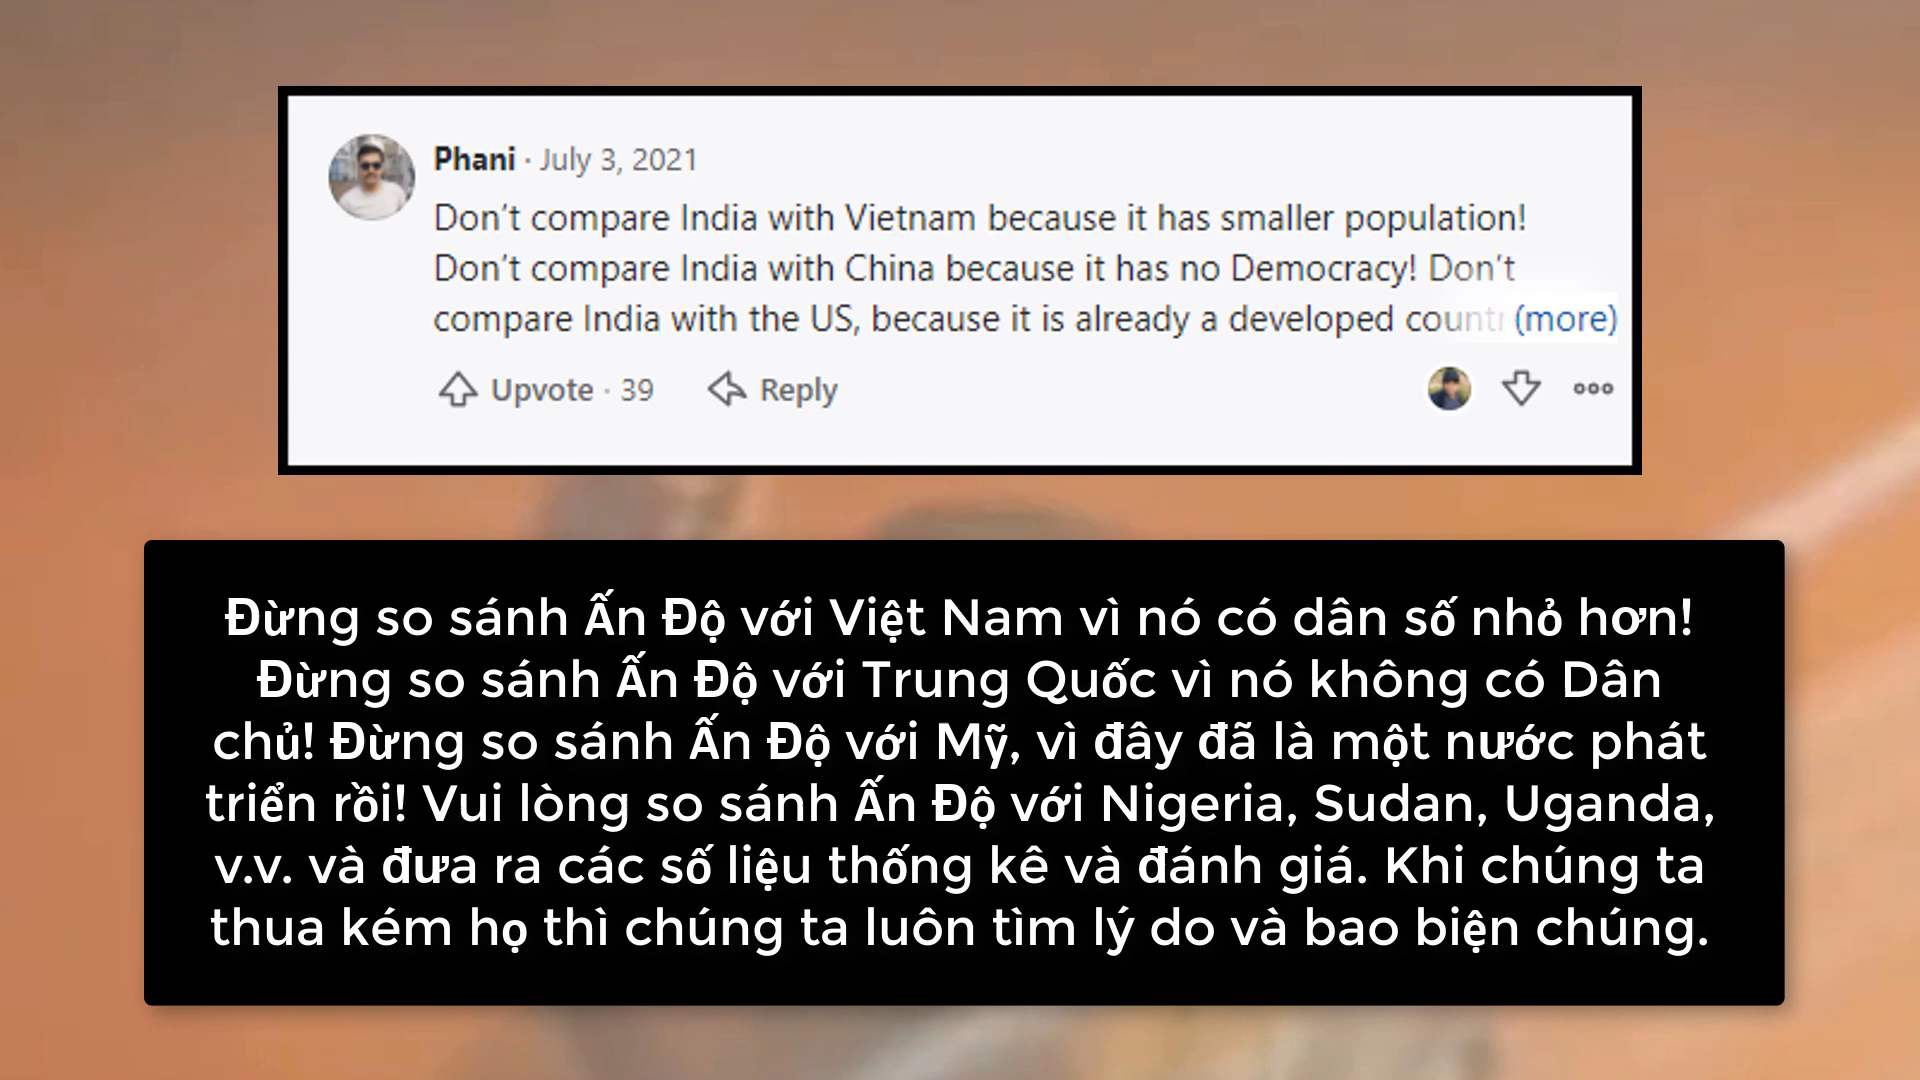 Phani · July 3, 2021
Don’t compare India with Vietnam because it has smaller population!
Don’t compare India with China because it has no Democracy! Don’t
compare India with the US, because it is already a developed (more)
Upvote · 39 Reply
Đừng so sánh Ấn Độ với Việt Nam vì nó có dân số nhỏ hơn!
Đừng so sánh Ấn Độ với Trung Quốc vì nó không có Dân
chủ! Đừng so sánh Ấn Độ với Mỹ, vì đây đã là một nước phát
triển rồi! Vui lòng so sánh Ấn Độ với Nigeria, Sudan, Uganda,
v.v. và đưa ra các số liệu thống kê và đánh giá. Khi chúng ta
thua kém họ thì chúng ta luôn tìm lý do và bao biện chúng.